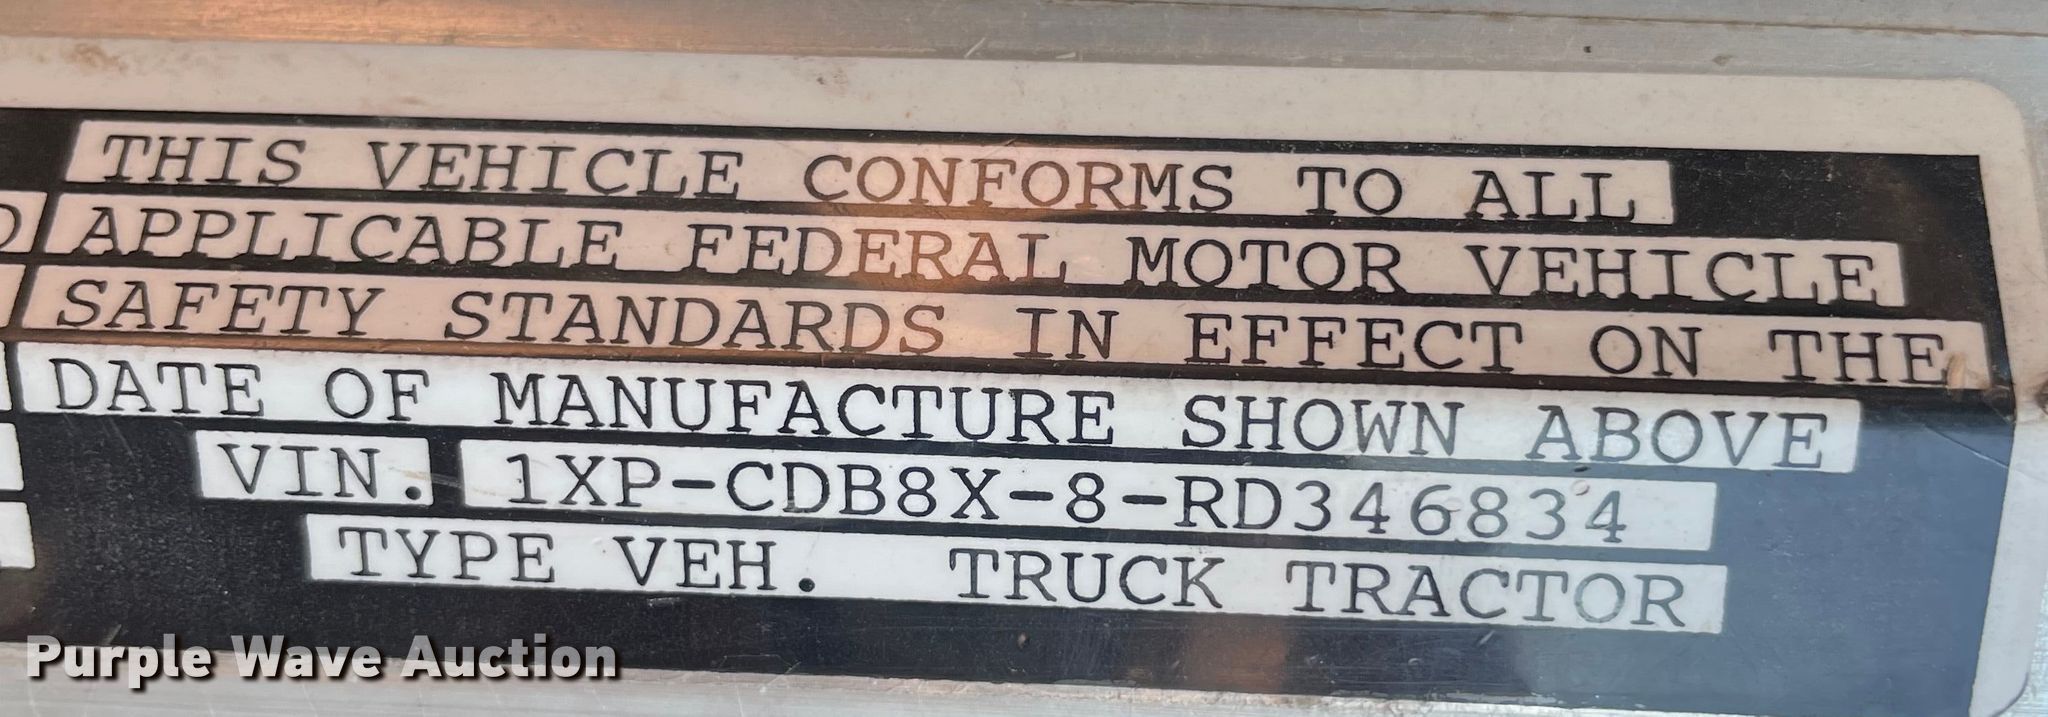 THIS VEHICLE CONFORMS TO ALL
APPLICABLE FEDERAL MOTOR VEHICLE
SAFETY STANDARDS IN EFFECT ON THE
DATE OF MANUFACTURE SHOWN ABOVE
VIN. 1XP-CDB8X-8-RD346834
TYPE VEH. TRUCK TRACTOR
Purple Wave Auction